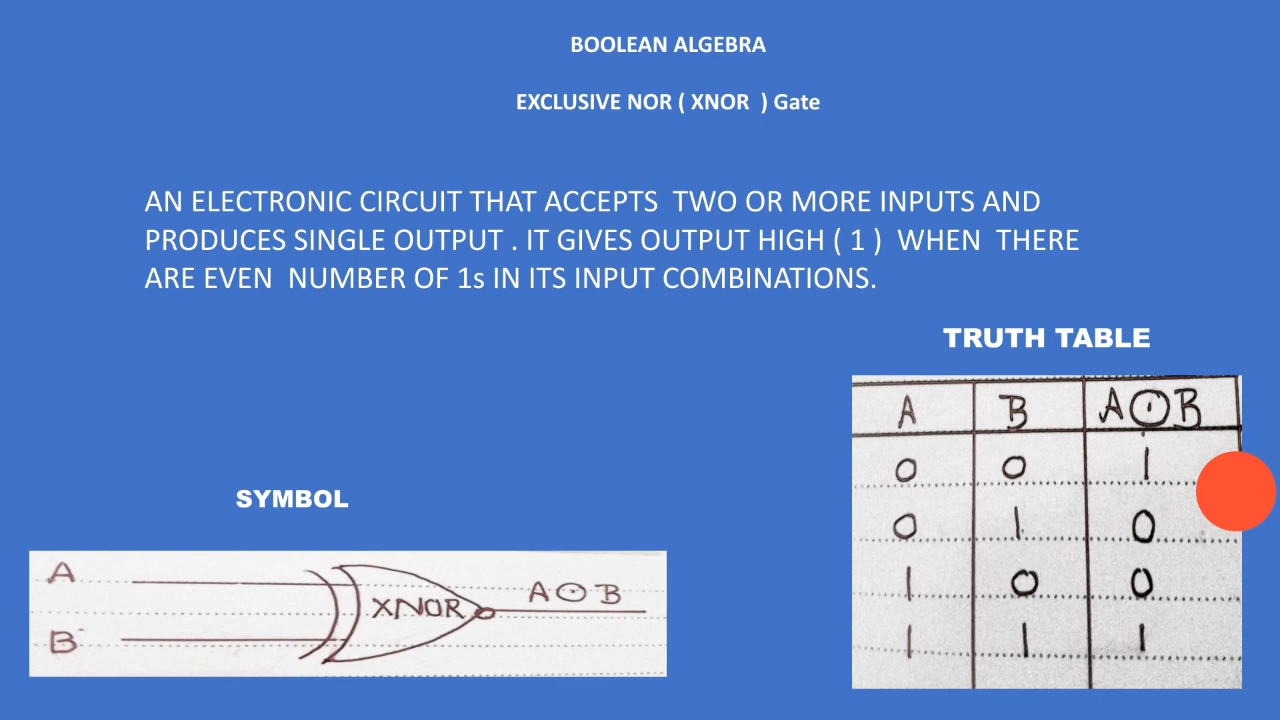 BOOLEAN ALGEBRA
EXCLUSIVE NOR ( XNOR  ) Gate
AN ELECTRONIC CIRCUIT THAT ACCEPTS  TWO OR MORE INPUTS AND
PRODUCES SINGLE OUTPUT . IT GIVES OUTPUT HIGH ( 1 )  WHEN  THERE
ARE EVEN  NUMBER OF 1s IN ITS INPUT COMBINATIONS.
TRUTH TABLE
A B A⊙B
0 0 1
0 1 0
1 0 0
1 1 1
SYMBOL
A
XNOR
A⊙B
B